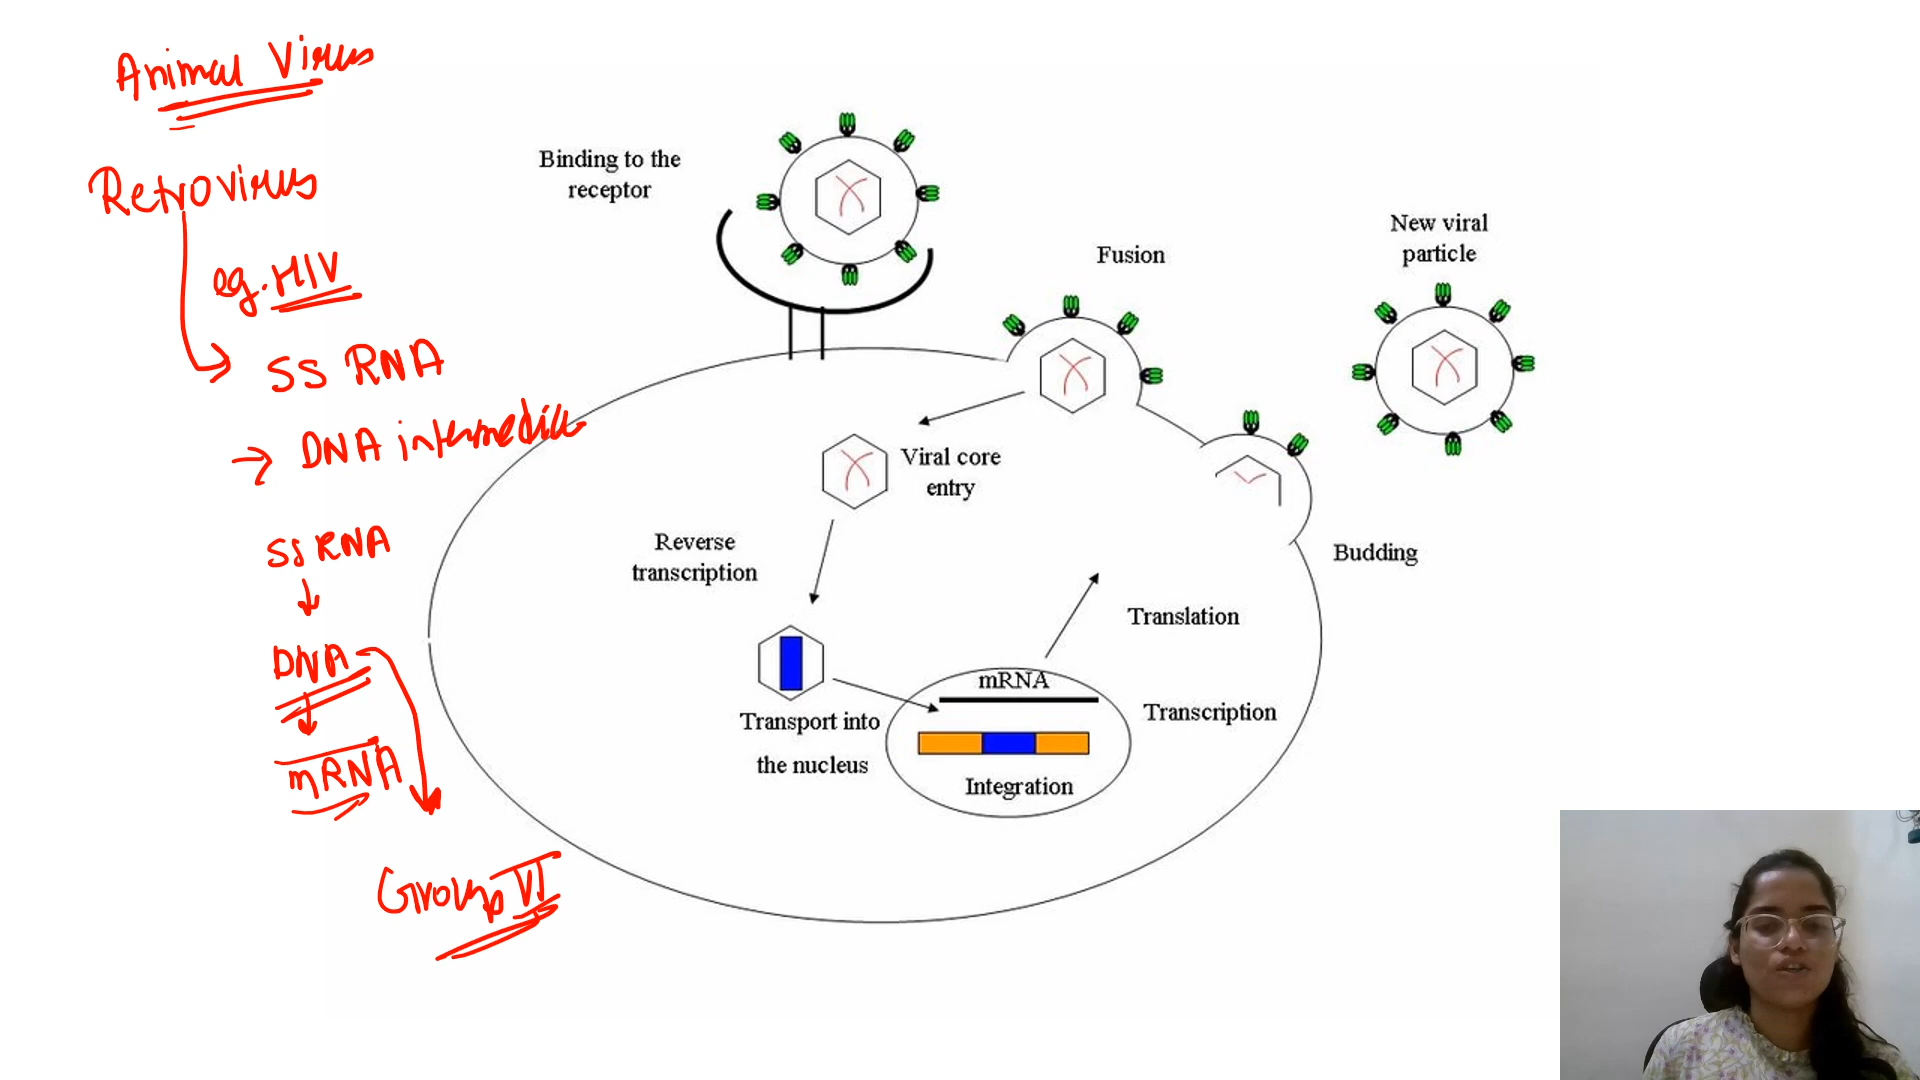 Animal Virus
Retrovirus
eg. HIV
SS RNA
→ DNA intermedia
SS RNA
↓
DNA
↓
mRNA
Group VI
Binding to the
receptor
Fusion
New viral
particle
Viral core
entry
Reverse
transcription
Budding
Translation
mRNA
Transport into
the nucleus
Transcription
Integration